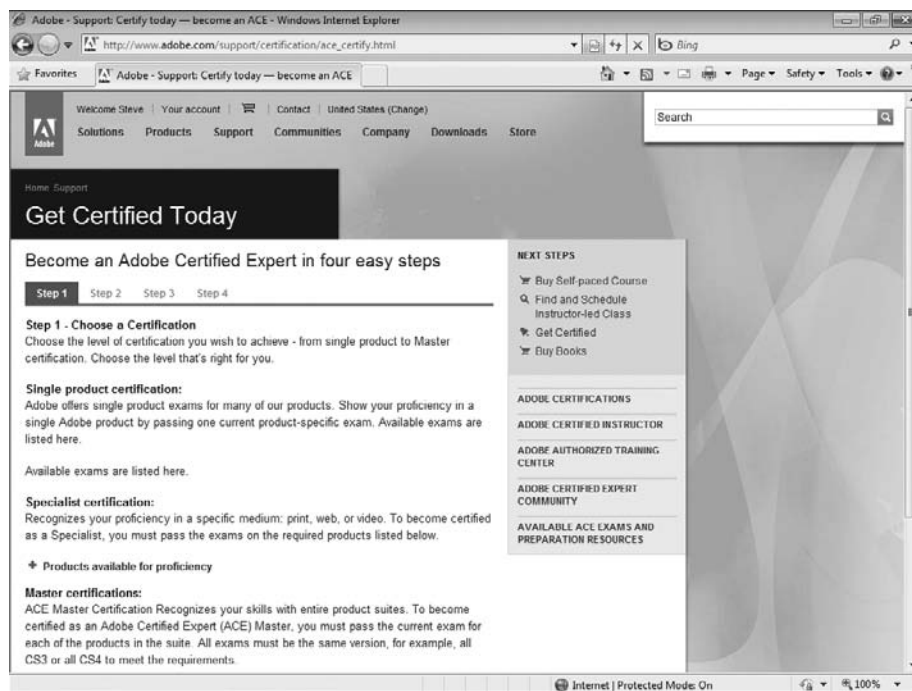 Adobe - Support: Certify today — become an ACE - Windows Internet Explorer
http://www.adobe.com/support/certification/ace_certify.html
Bing
Favorites
Adobe - Support: Certify today — become an ACE
Page
Safety
Tools
Welcome Steve | Your account | | Contact | United States (Change)
Search
Adobe
Solutions Products Support Communities Company Downloads Store
Home Support
Get Certified Today
Become an Adobe Certified Expert in four easy steps
Step 1 Step 2 Step 3 Step 4
Step 1 - Choose a Certification
Choose the level of certification you wish to achieve - from single product to Master
certification. Choose the level that's right for you.
Single product certification:
Adobe offers single product exams for many of our products. Show your proficiency in a
single Adobe product by passing one current product-specific exam. Available exams are
listed here.
Available exams are listed here.
Specialist certification:
Recognizes your proficiency in a specific medium: print, web, or video. To become certified
as a Specialist, you must pass the exams on the required products listed below.
+ Products available for proficiency
Master certifications:
ACE Master Certification Recognizes your skills with entire product suites. To become
certified as an Adobe Certified Expert (ACE) Master, you must pass the current exam for
each of the products in the suite. All exams must be the same version, for example, all
CS3 or all CS4 to meet the requirements.
NEXT STEPS
Buy Self-paced Course
Find and Schedule
Instructor-led Class
Get Certified
Buy Books
ADOBE CERTIFICATIONS
ADOBE CERTIFIED INSTRUCTOR
ADOBE AUTHORIZED TRAINING
CENTER
ADOBE CERTIFIED EXPERT
COMMUNITY
AVAILABLE ACE EXAMS AND
PREPARATION RESOURCES
Internet | Protected Mode: On
100%